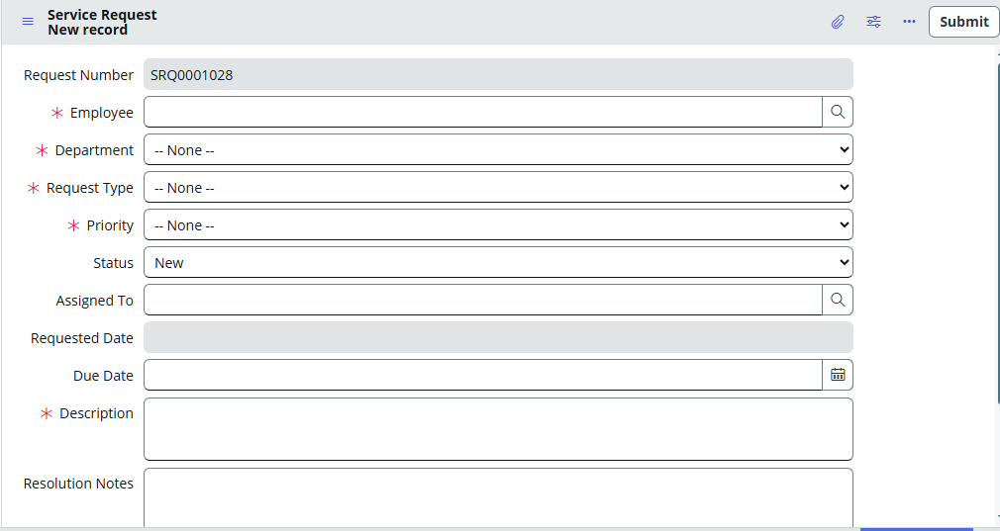 Service Request
New record
Submit
Request Number SRQ0001028
* Employee
* Department -- None --
* Request Type -- None --
* Priority -- None --
Status New
Assigned To
Requested Date
Due Date
* Description
Resolution Notes